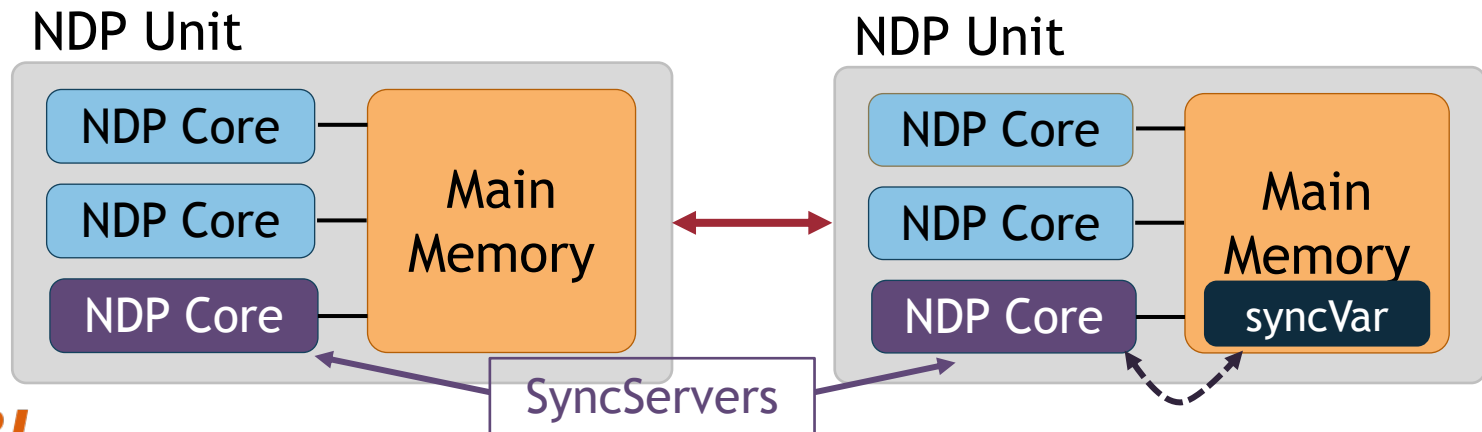 NDP Unit
NDP Core
NDP Core
NDP Core
Main
Memory
NDP Unit
NDP Core
NDP Core
NDP Core
Main
Memory
syncVar
SyncServers